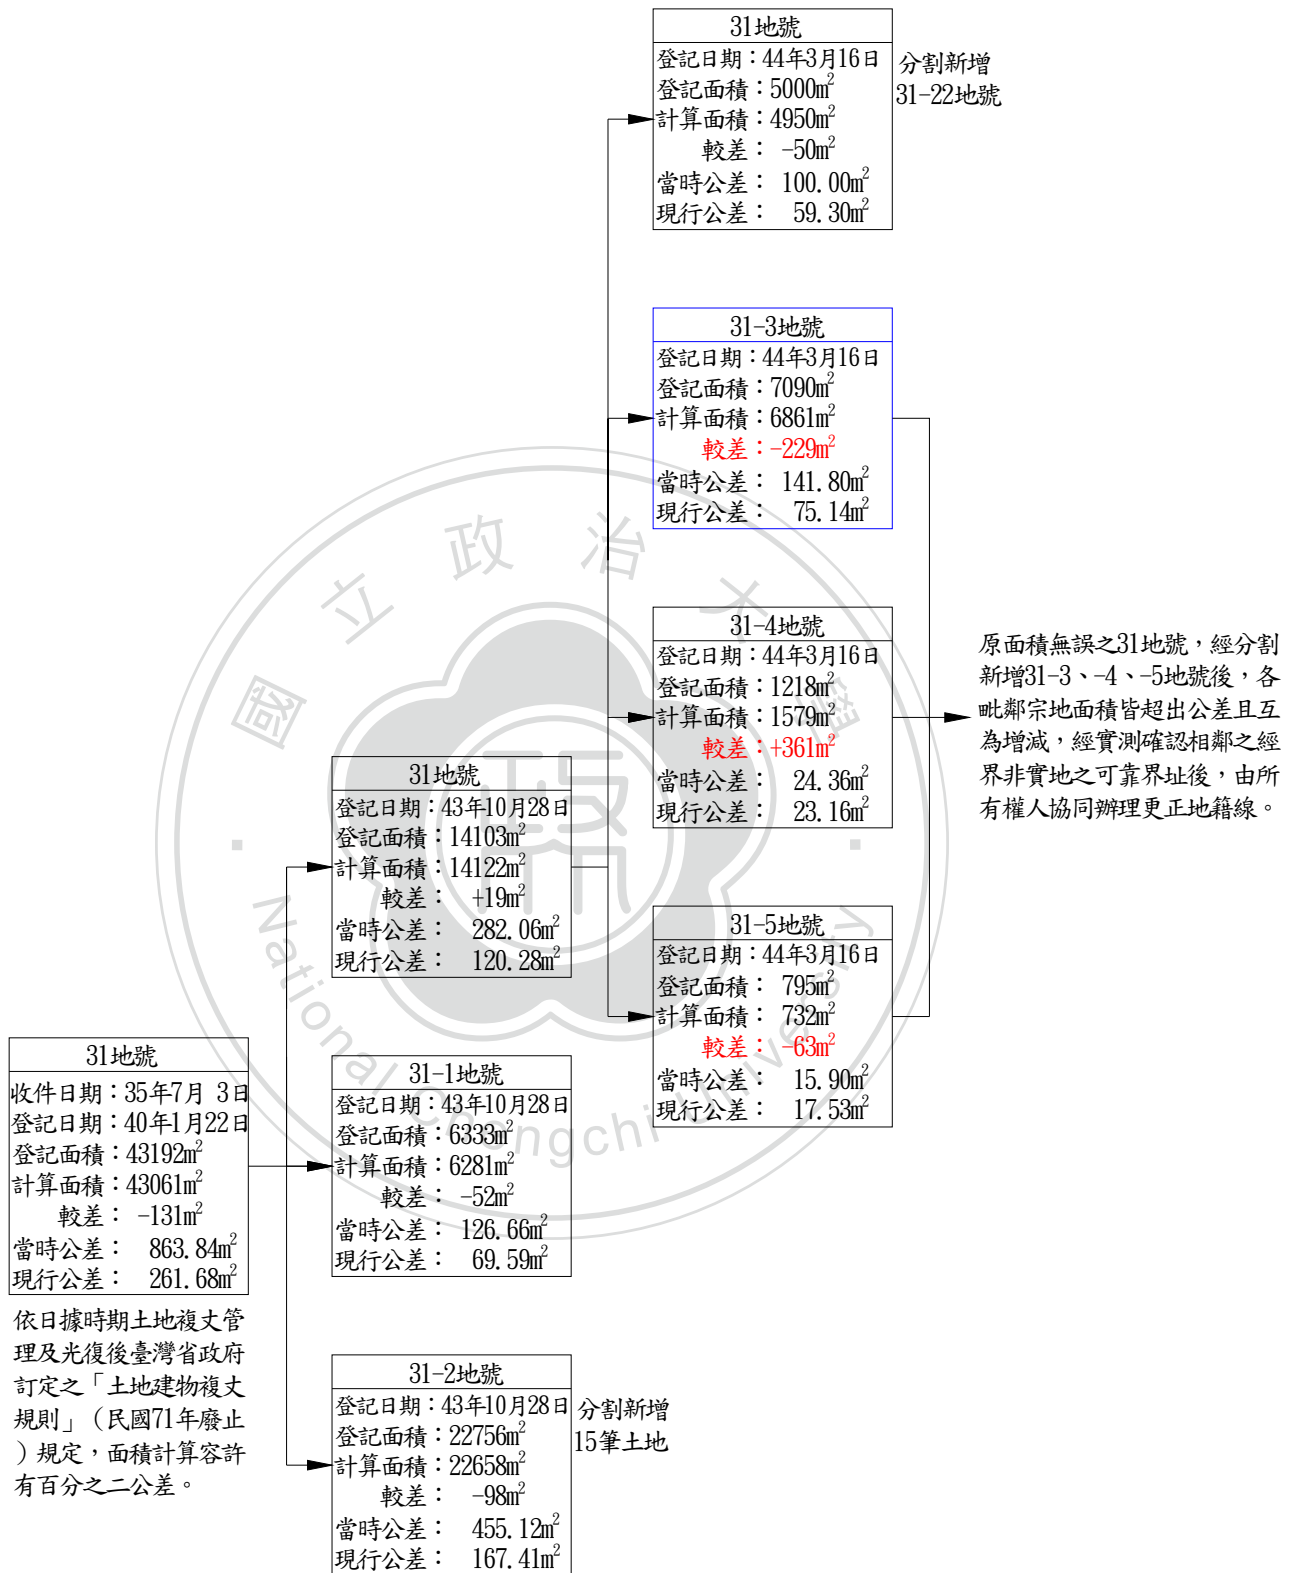 31地號
登記日期：44年3月16日
登記面積：5000m²
計算面積：4950m²
較差： -50m²
當時公差： 100.00m²
現行公差： 59.30m²
分割新增
31-22地號
31-3地號
登記日期：44年3月16日
登記面積：7090m²
計算面積：6861m²
較差：-229m²
當時公差： 141.80m²
現行公差： 75.14m²
31-4地號
登記日期：44年3月16日
登記面積：1218m²
計算面積：1579m²
較差：+361m²
當時公差： 24.36m²
現行公差： 23.16m²
原面積無誤之31地號，經分割
新增31-3、-4、-5地號後，各
毗鄰宗地面積皆超出公差且互
為增減，經實測確認相鄰之經
界非實地之可靠界址後，由所
有權人協同辦理更正地籍線。
31地號
登記日期：43年10月28日
登記面積：14103m²
計算面積：14122m²
較差： +19m²
當時公差： 282.06m²
現行公差： 120.28m²
31-5地號
登記日期：44年3月16日
登記面積： 795m²
計算面積： 732m²
較差： -63m²
當時公差： 15.90m²
現行公差： 17.53m²
31地號
收件日期：35年7月 3日
登記日期：40年1月22日
登記面積：43192m²
計算面積：43061m²
較差： -131m²
當時公差： 863.84m²
現行公差： 261.68m²
依日據時期土地複丈管
理及光復後臺灣省政府
訂定之「土地建物複丈
規則」（民國71年廢止
）規定，面積計算容許
有百分之二公差。
31-1地號
登記日期：43年10月28日
登記面積：6333m²
計算面積：6281m²
較差： -52m²
當時公差： 126.66m²
現行公差： 69.59m²
31-2地號
登記日期：43年10月28日
登記面積：22756m²
計算面積：22658m²
較差： -98m²
當時公差： 455.12m²
現行公差： 167.41m²
分割新增
15筆土地
國立政治大學
National Chengchi University